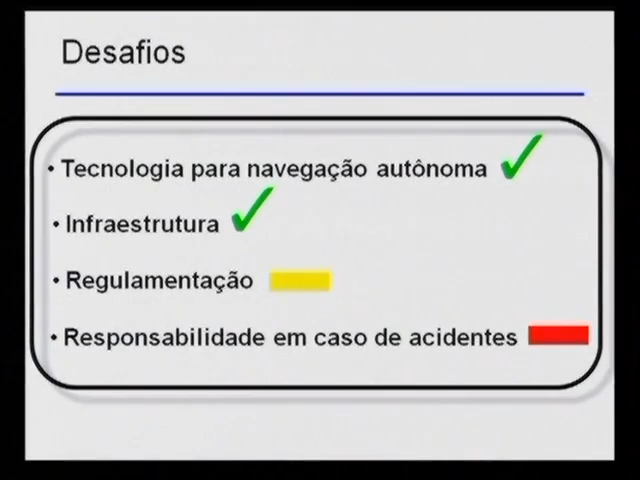 Desafios
• Tecnologia para navegação autônoma
• Infraestrutura
• Regulamentação
• Responsabilidade em caso de acidentes